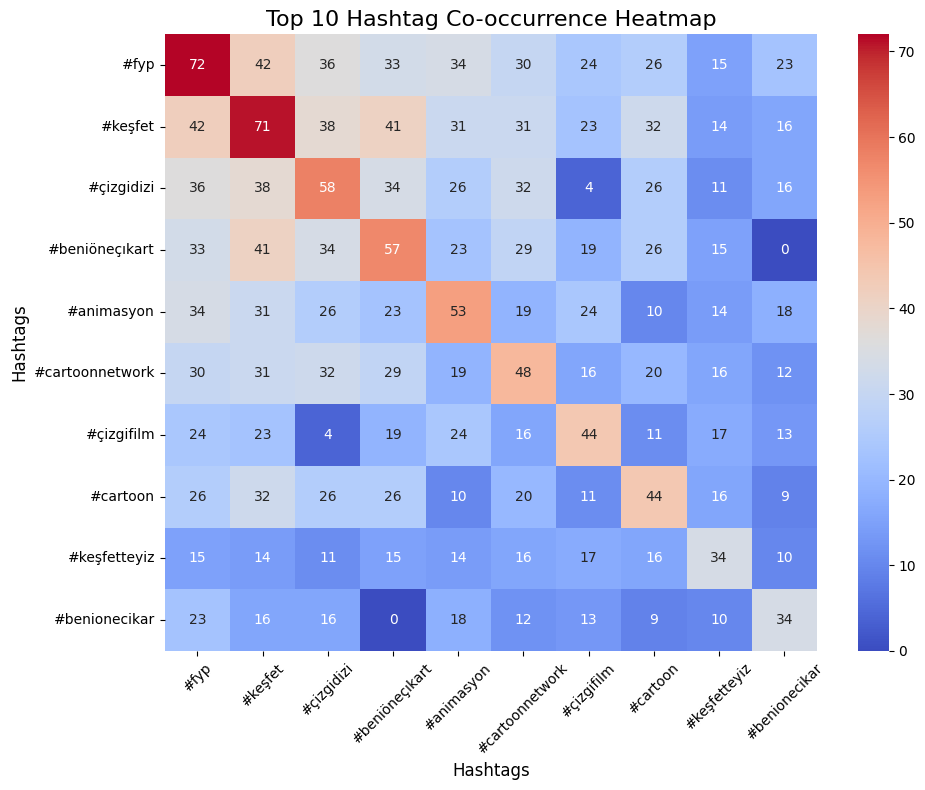 Top 10 Hashtag Co-occurrence Heatmap
Hashtags
#fyp 72 42 36 33 34 30 24 26 15 23
#keşfet 42 71 38 41 31 31 23 32 14 16
#çizgidizi 36 38 58 34 26 32 4 26 11 16
#beniöneçıkart 33 41 34 57 23 29 19 26 15 0
#animasyon 34 31 26 23 53 19 24 10 14 18
#cartoonnetwork 30 31 32 29 19 48 16 20 16 12
#çizgifilm 24 23 4 19 24 16 44 11 17 13
#cartoon 26 32 26 26 10 20 11 44 16 9
#keşfetteyiz 15 14 11 15 14 16 17 16 34 10
#benionecikar 23 16 16 0 18 12 13 9 10 34
#fyp #keşfet #çizgidizi #beniöneçıkart #animasyon #cartoonnetwork #çizgifilm #cartoon #keşfetteyiz #benionecikar
Hashtags
70
60
50
40
30
20
10
0